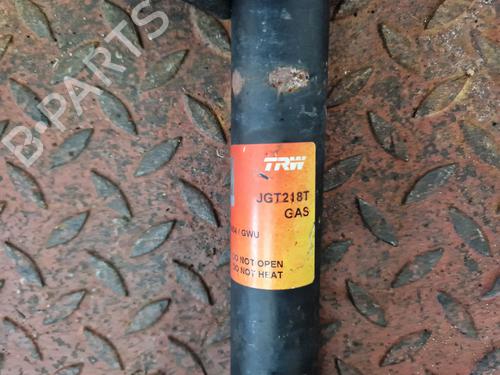 B-PARTS
TRW
JGT218T
GAS
/ GWU
DO NOT OPEN
DO NOT HEAT